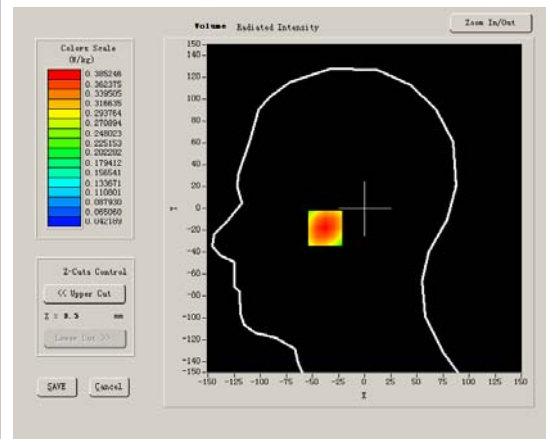 Volume Radiated Intensity
Zoom In/Out
Colors Scale
(W/kg)
0.385246
0.362375
0.339505
0.316635
0.293764
0.270894
0.248023
0.225153
0.202282
0.179412
0.156541
0.133671
0.110801
0.087930
0.065060
0.042189
150
140
120
100
80
60
40
20
0
-20
-40
-60
-80
-100
-120
-140
-150
Y
-150 -125 -100 -75 -50 -25 0 25 50 75 100 125 150
X
Z-Cuts Control
<< Upper Cut
mm
Lower Cut >>
SAVE Cancel